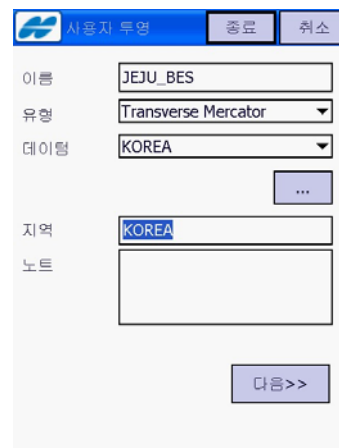 사용자 투영 종료 취소
이름 JEJU_BES
유형 Transverse Mercator
데이텀 KOREA
...
지역 KOREA
노트
다음>>